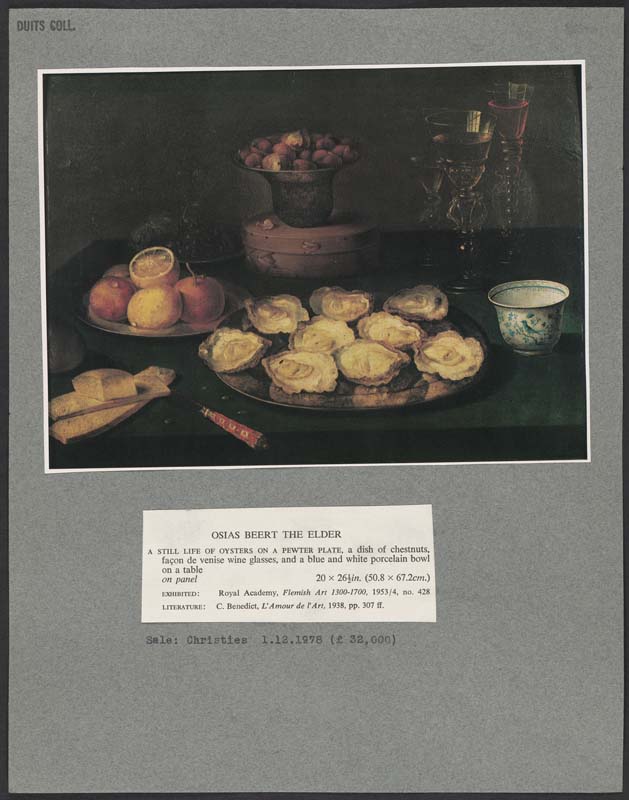 DUITS COLL.
OSIAS BEERT THE ELDER
A STILL LIFE OF OYSTERS ON A PEWTER PLATE, a dish of chestnuts,
façon de venise wine glasses, and a blue and white porcelain bowl
on a table
on panel 20 × 26½in. (50.8 × 67.2cm.)
EXHIBITED: Royal Academy, Flemish Art 1300-1700, 1953/4, no. 428
LITERATURE: C. Benedict, L'Amour de l'Art, 1938, pp. 307 ff.
Sale: Christies 1.12.1978 (£ 32,000)